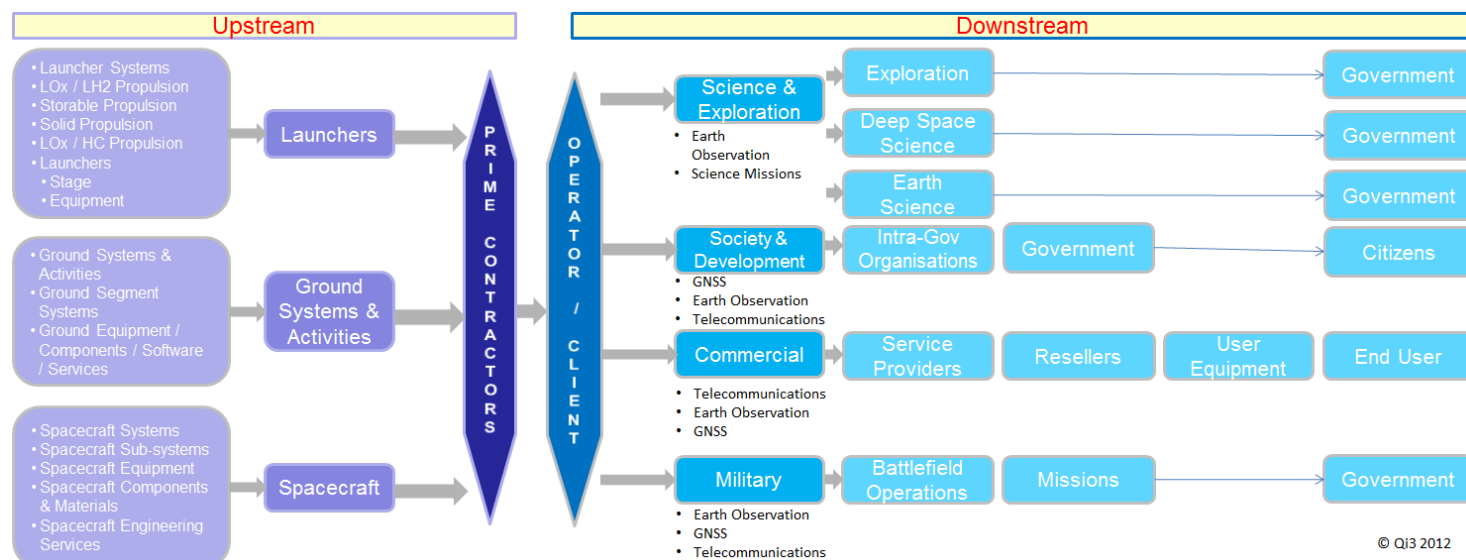 Upstream
Downstream
• Launcher Systems
• LOx / LH2 Propulsion
• Storable Propulsion
• Solid Propulsion
• LOx / HC Propulsion
• Launchers
• Stage
• Equipment
Launchers
• Ground Systems &
Activities
• Ground Segment
Systems
• Ground Equipment /
Components / Software
/ Services
Ground
Systems &
Activities
• Spacecraft Systems
• Spacecraft Sub-systems
• Spacecraft Equipment
• Spacecraft Components
& Materials
• Spacecraft Engineering
Services
Spacecraft
PRIME CONTRACTORS
OPERATOR / CLIENT
Science &
Exploration
• Earth
Observation
• Science Missions
Exploration
Government
Deep Space
Science
Government
Earth
Science
Government
Society &
Development
• GNSS
• Earth Observation
• Telecommunications
Intra-Gov
Organisations
Government
Citizens
Commercial
• Telecommunications
• Earth Observation
• GNSS
Service
Providers
Resellers
User
Equipment
End User
Military
• Earth Observation
• GNSS
• Telecommunications
Battlefield
Operations
Missions
Government
© Qi3 2012